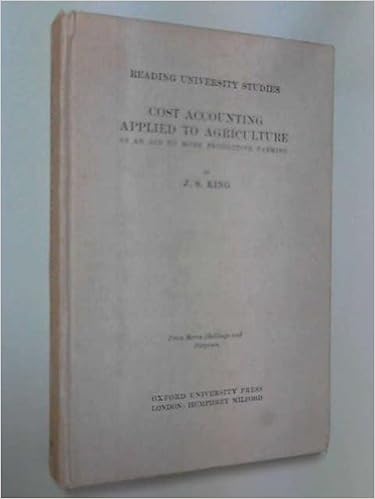 READING UNIVERSITY STUDIES
COST ACCOUNTING
APPLIED TO AGRICULTURE
AS AN AID TO MORE PRODUCTIVE FARMING
BY
J. S. KING
Price Seven Shillings and
Sixpence
OXFORD UNIVERSITY PRESS
LONDON: HUMPHREY MILFORD